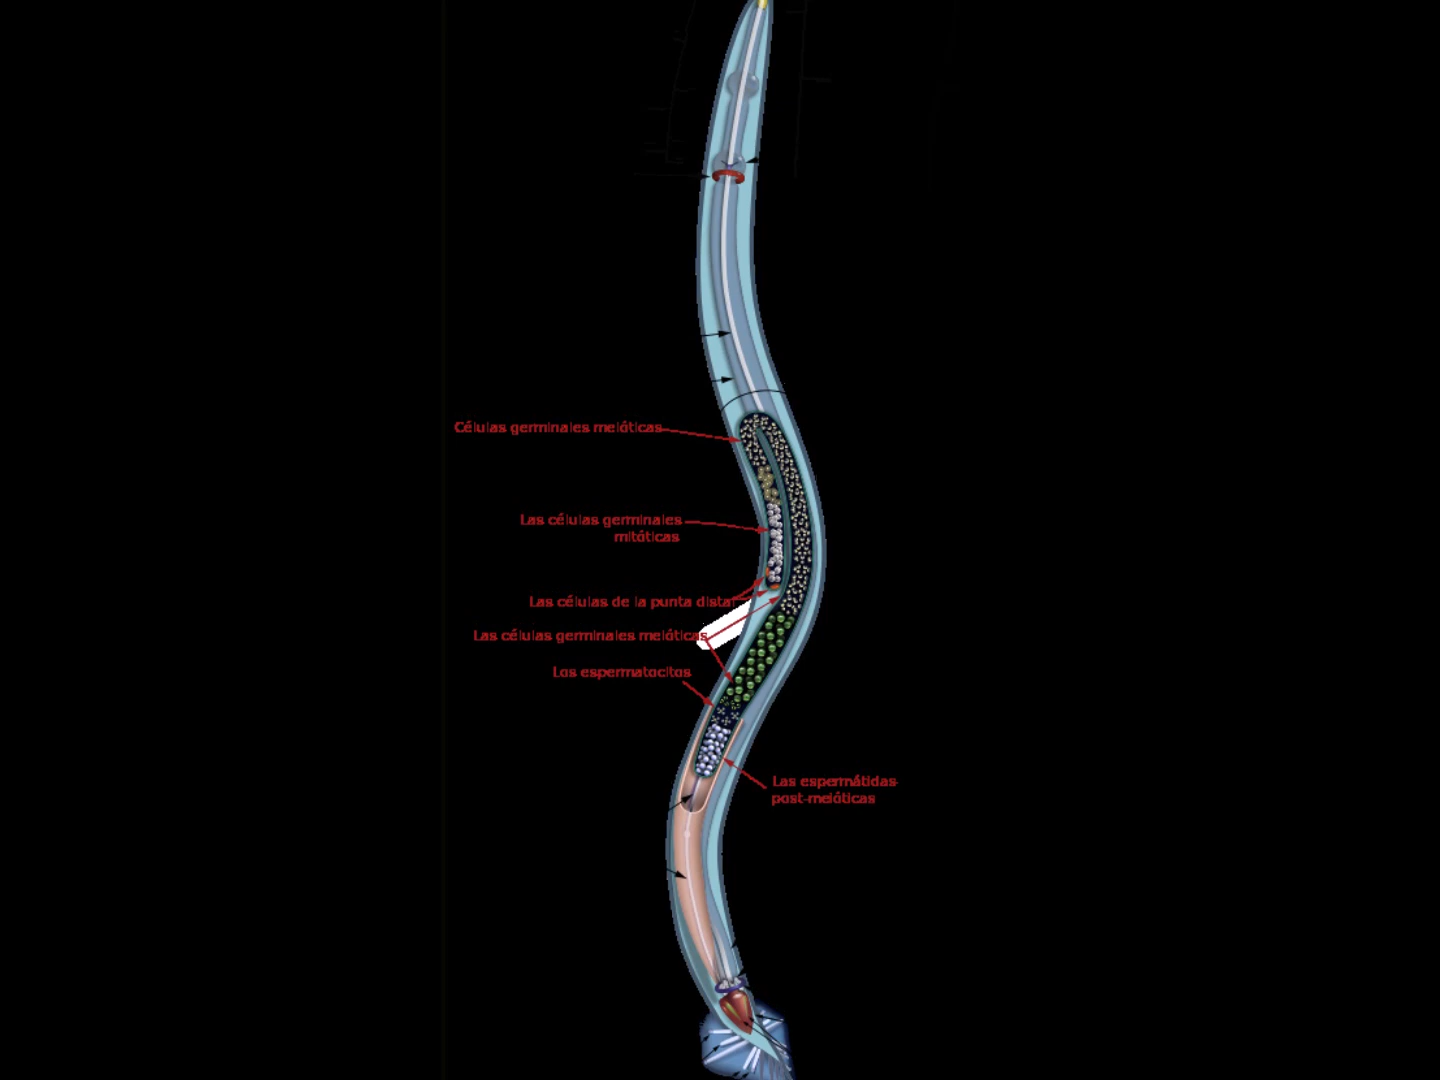 Células germinales meióticas
Las células germinales
mitóticas
Las células de la punta distal
Las células germinales meióticas
Los espermatocitos
Las espermátidas
post-meióticas